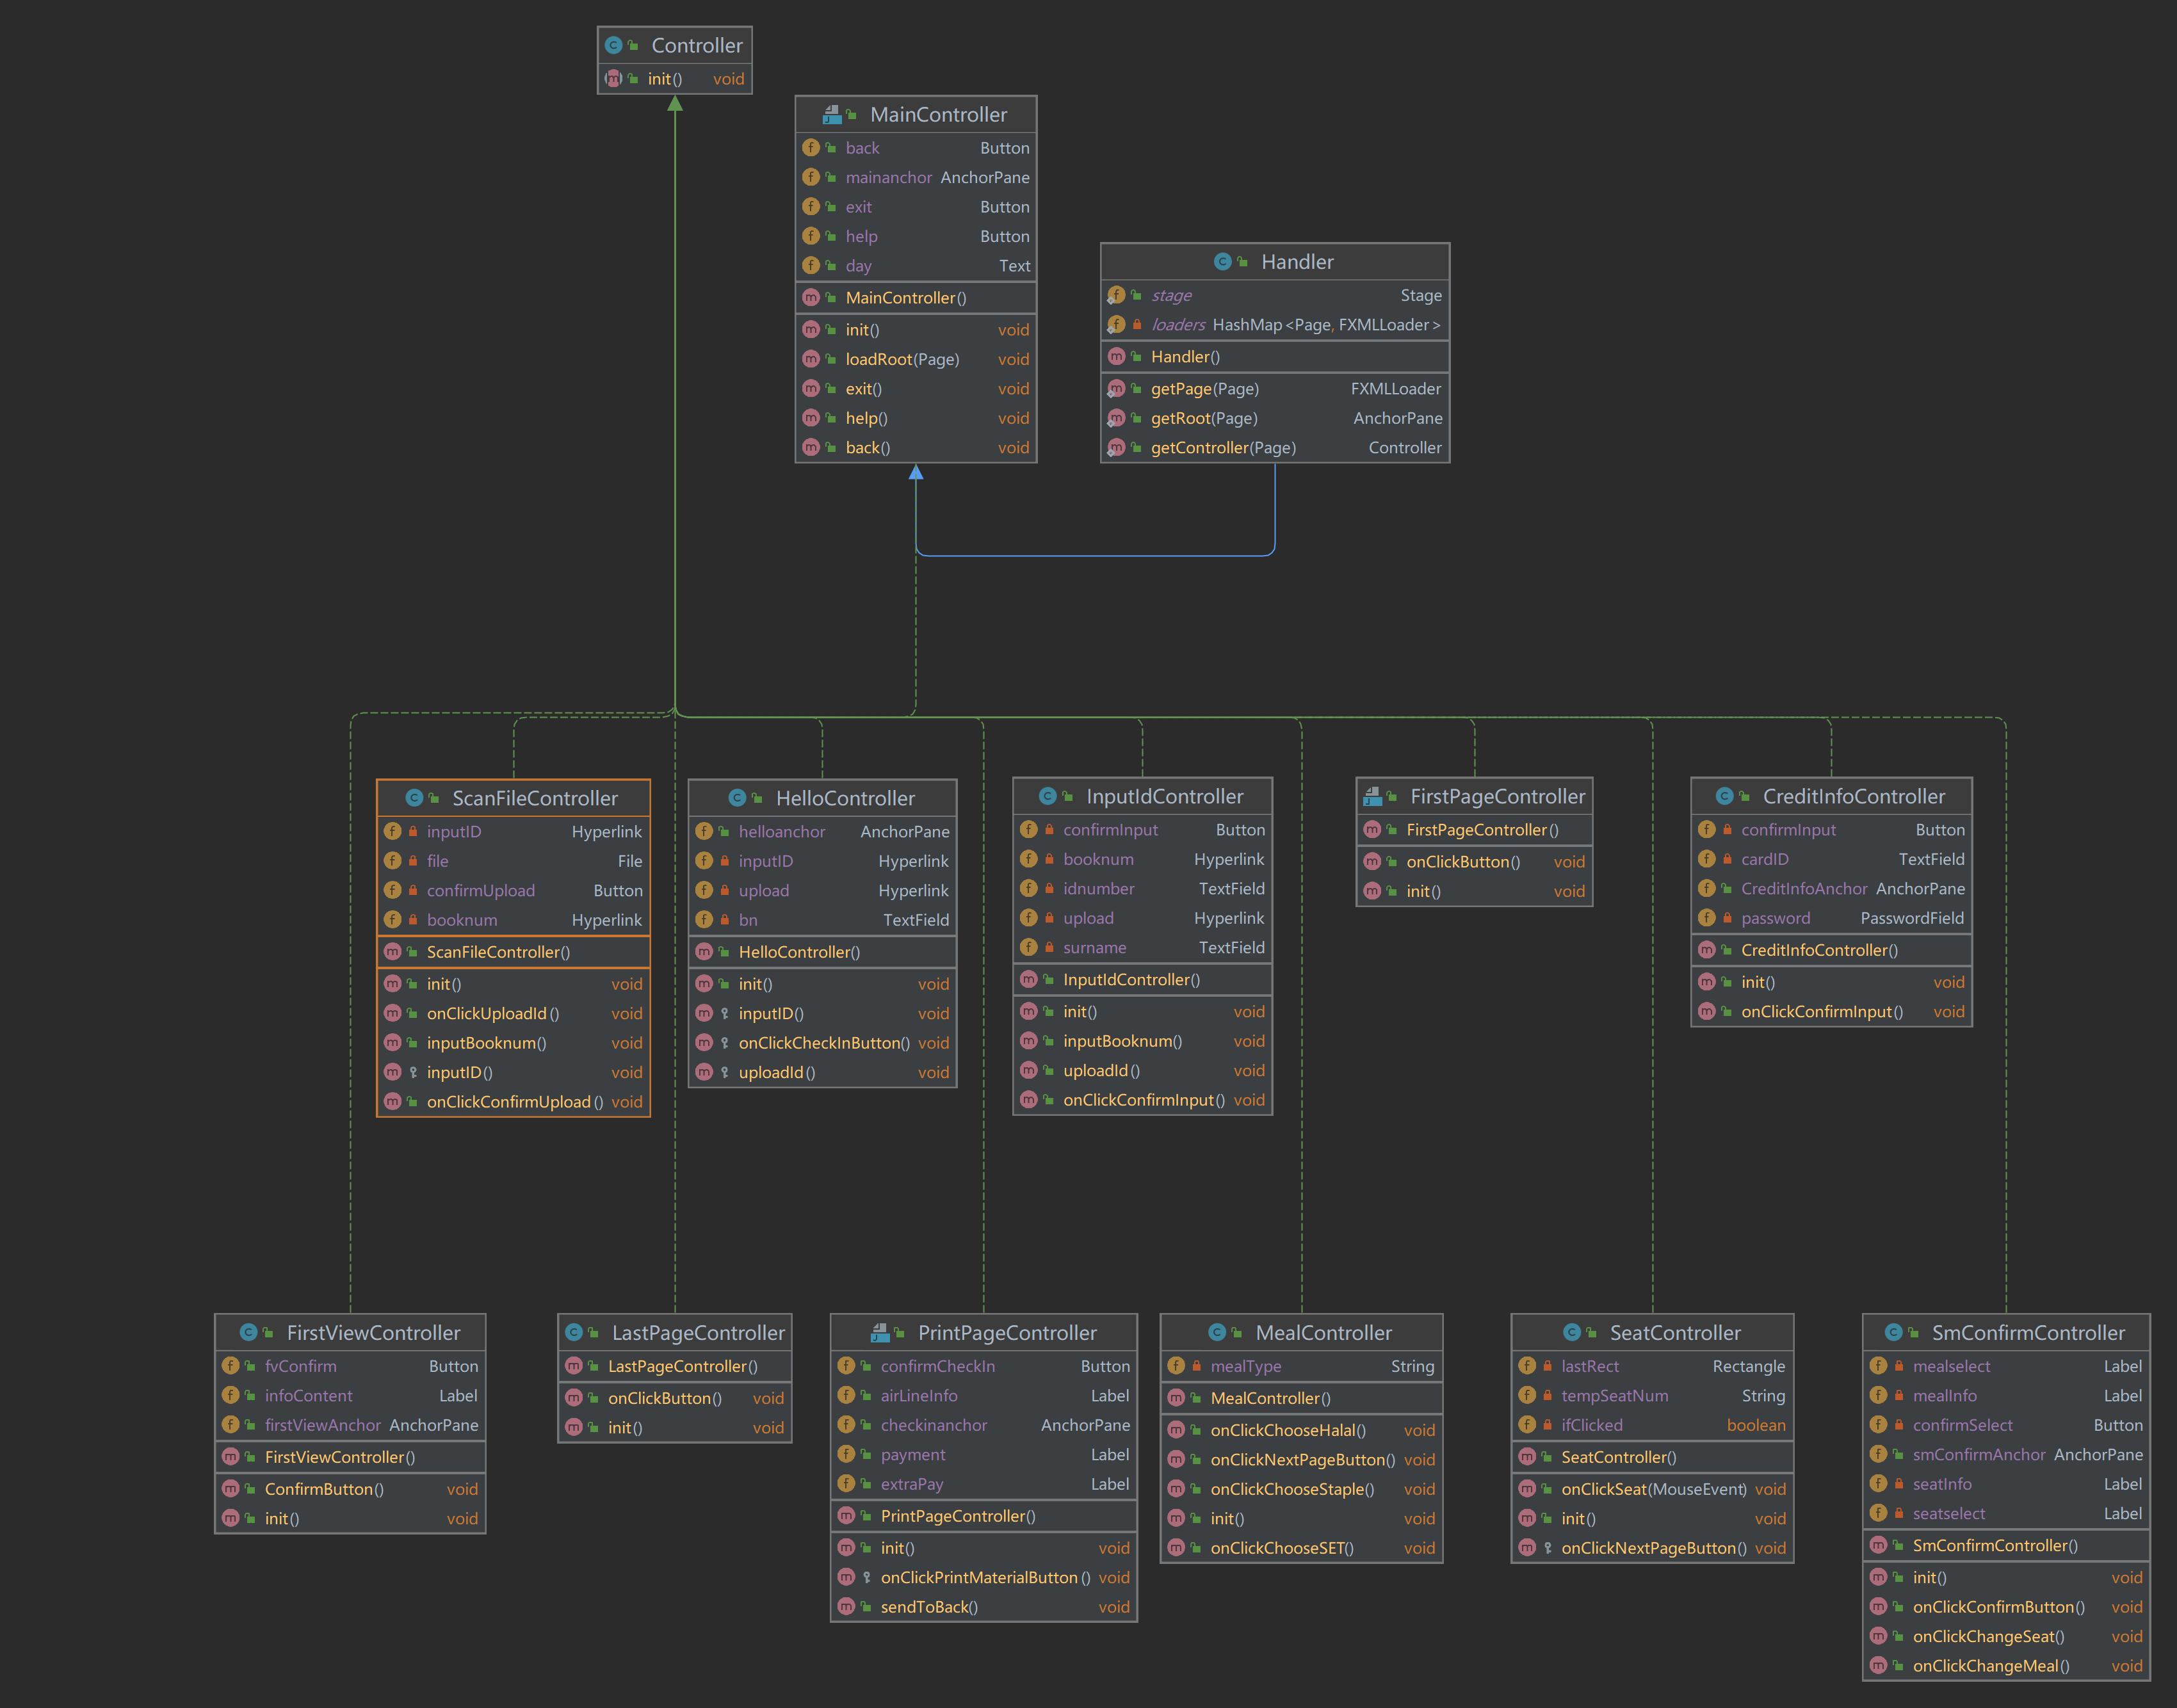 Controller
init() void
MainController
back Button
mainanchor AnchorPane
exit Button
help Button
day Text
MainController()
init() void
loadRoot(Page) void
exit() void
help() void
back() void
Handler
stage Stage
loaders HashMap<Page, FXMLLoader>
Handler()
getPage(Page) FXMLLoader
getRoot(Page) AnchorPane
getController(Page) Controller
ScanFileController
inputID Hyperlink
file File
confirmUpload Button
booknum Hyperlink
ScanFileController()
init() void
onClickUploadId() void
inputBooknum() void
inputID() void
onClickConfirmUpload() void
HelloController
helloanchor AnchorPane
inputID Hyperlink
upload Hyperlink
bn TextField
HelloController()
init() void
inputID() void
onClickCheckInButton() void
uploadId() void
InputIdController
confirmInput Button
booknum Hyperlink
idnumber TextField
upload Hyperlink
surname TextField
InputIdController()
init() void
inputBooknum() void
uploadId() void
onClickConfirmInput() void
FirstPageController
FirstPageController()
onClickButton() void
init() void
CreditInfoController
confirmInput Button
cardID TextField
CreditInfoAnchor AnchorPane
password PasswordField
CreditInfoController()
init() void
onClickConfirmInput() void
FirstViewController
fvConfirm Button
infoContent Label
firstViewAnchor AnchorPane
FirstViewController()
ConfirmButton() void
init() void
LastPageController
LastPageController()
onClickButton() void
init() void
PrintPageController
confirmCheckIn Button
airLineInfo Label
checkinanchor AnchorPane
payment Label
extraPay Label
PrintPageController()
init() void
onClickPrintMaterialButton() void
sendToBack() void
MealController
mealType String
MealController()
onClickChooseHalal() void
onClickNextPageButton() void
onClickChooseStaple() void
init() void
onClickChooseSET() void
SeatController
lastRect Rectangle
tempSeatNum String
ifClicked boolean
SeatController()
onClickSeat(MouseEvent) void
init() void
onClickNextPageButton() void
SmConfirmController
mealselect Label
mealInfo Label
confirmSelect Button
smConfirmAnchor AnchorPane
seatInfo Label
seatselect Label
SmConfirmController()
init() void
onClickConfirmButton() void
onClickChangeSeat() void
onClickChangeMeal() void